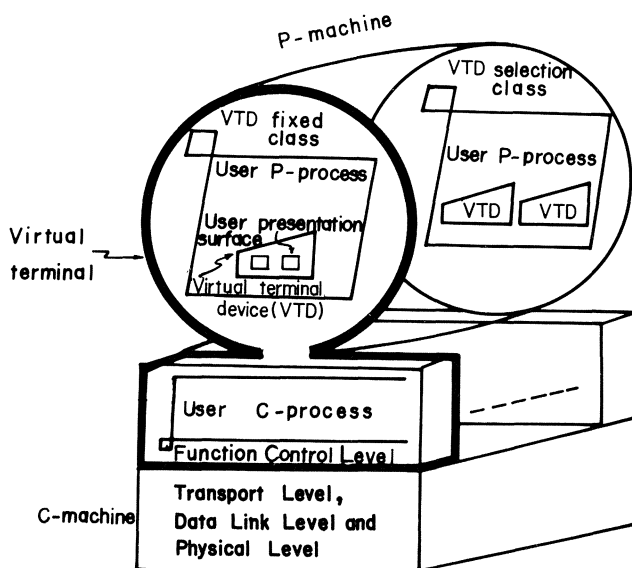 P-machine
VTD selection
class
User P-process
VTD VTD
VTD fixed
class
User P-process
User presentation
surface
Virtual terminal
device(VTD)
Virtual
terminal
User C-process
Function Control Level
C-machine
Transport Level,
Data Link Level and
Physical Level